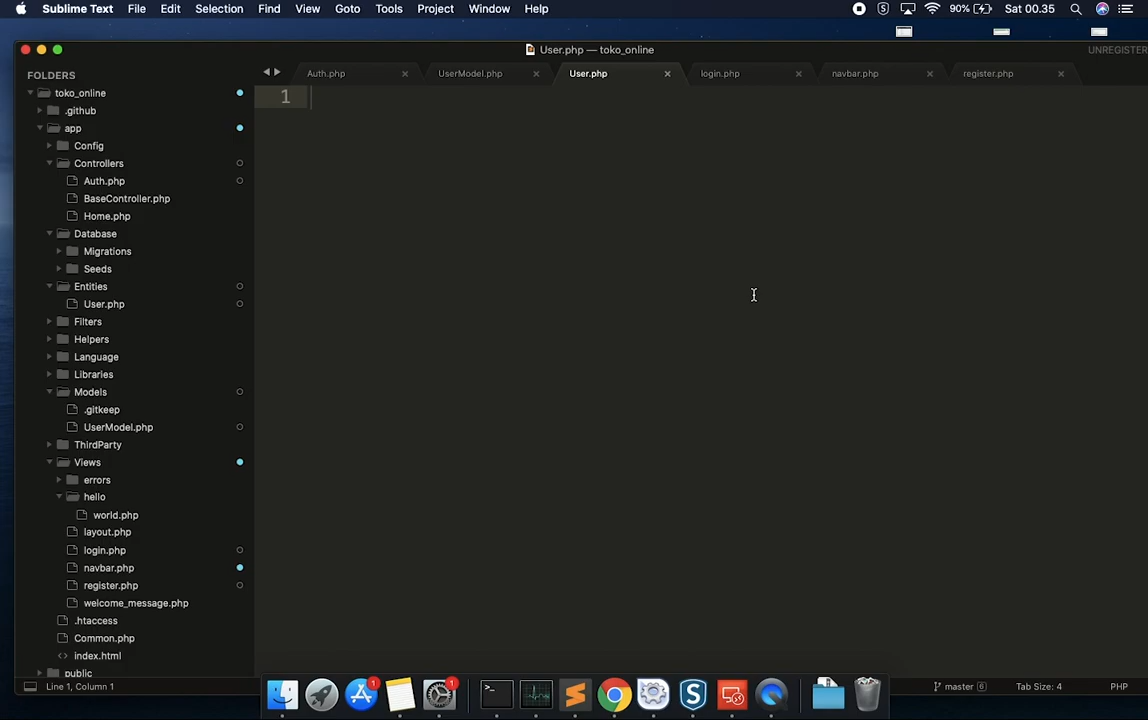 Sublime Text File Edit Selection Find View Goto Tools Project Window Help 90% Sat 00.35
User.php — toko_online
UNREGISTER
FOLDERS
Auth.php UserModel.php User.php login.php navbar.php register.php
toko_online
1
.github
app
Config
Controllers
Auth.php
BaseController.php
Home.php
Database
Migrations
Seeds
Entities
User.php
Filters
Helpers
Language
Libraries
Models
.gitkeep
UserModel.php
ThirdParty
Views
errors
hello
world.php
layout.php
login.php
navbar.php
register.php
welcome_message.php
.htaccess
Common.php
index.html
public
Line 1, Column 1
master 6
Tab Size: 4
PHP
1
1